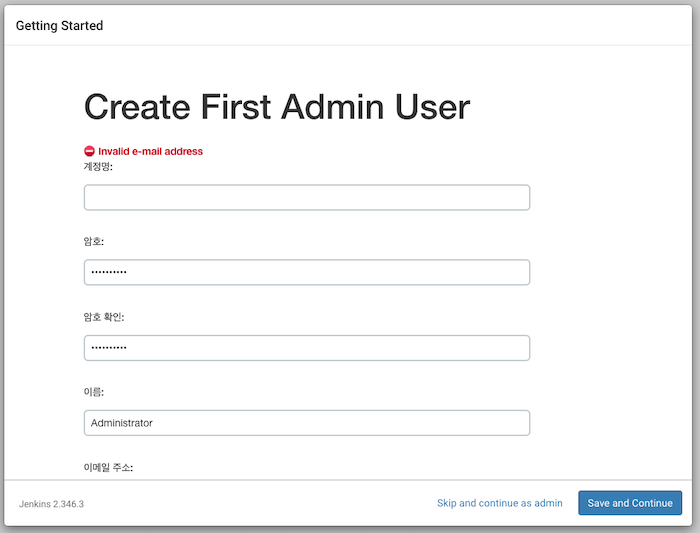 Getting Started
Create First Admin User
Invalid e-mail address
계정명:
암호:
••••••••••
암호 확인:
••••••••••
이름:
Administrator
이메일 주소:
Jenkins 2.346.3
Skip and continue as admin
Save and Continue